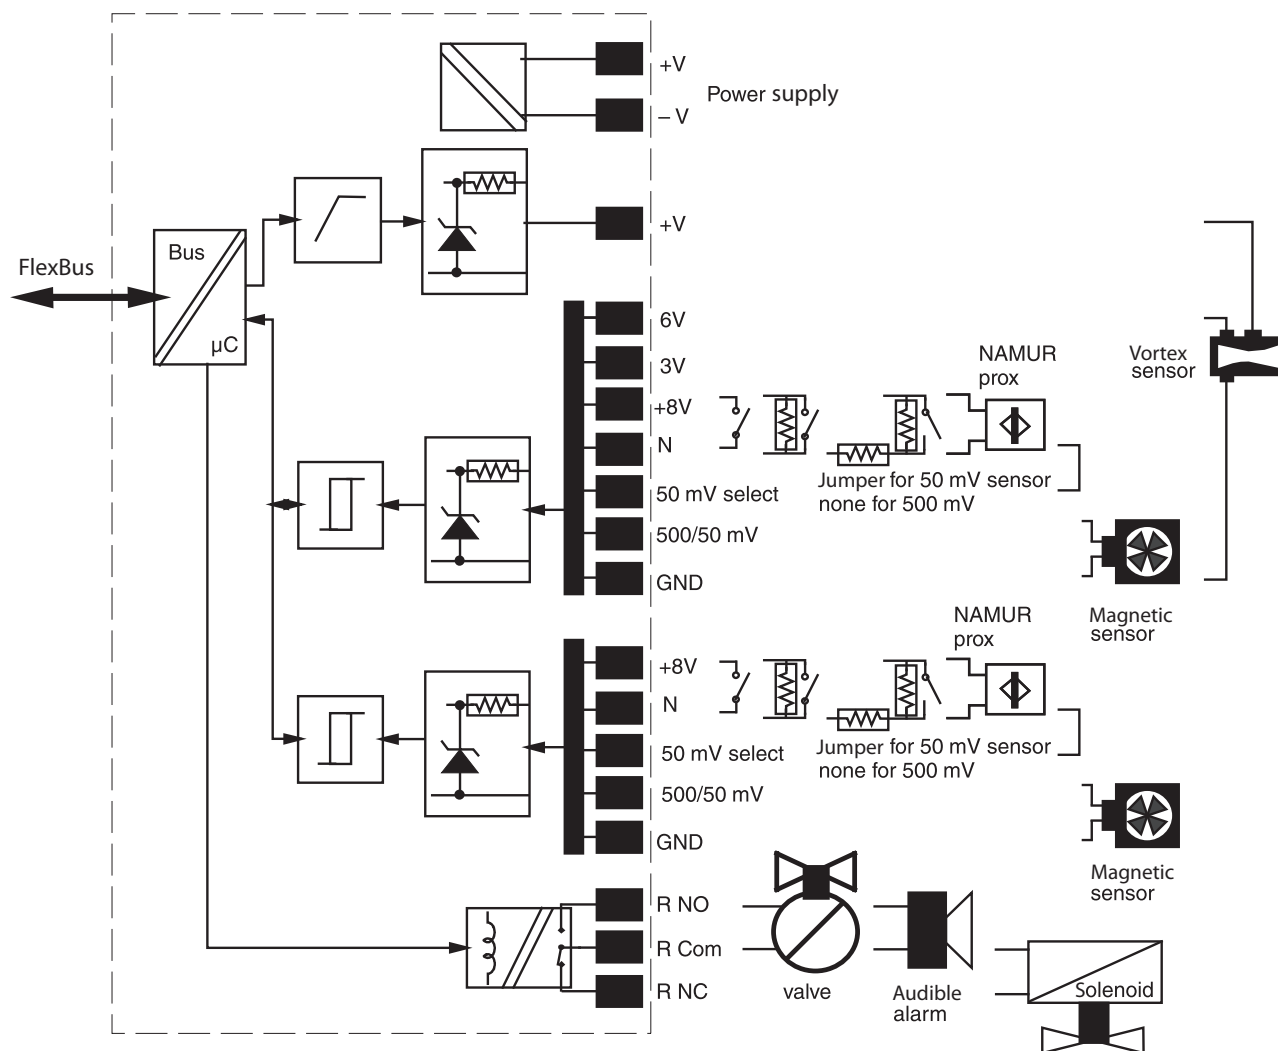 +V
Power supply
– V
Bus
+V
FlexBus
µC
6V
3V
+8V
N
50 mV select
500/50 mV
GND
NAMUR
prox
Vortex
sensor
Jumper for 50 mV sensor
none for 500 mV
Magnetic
sensor
NAMUR
prox
+8V
N
50 mV select
500/50 mV
GND
Jumper for 50 mV sensor
none for 500 mV
Magnetic
sensor
R NO
R Com
R NC
valve
Audible
alarm
Solenoid